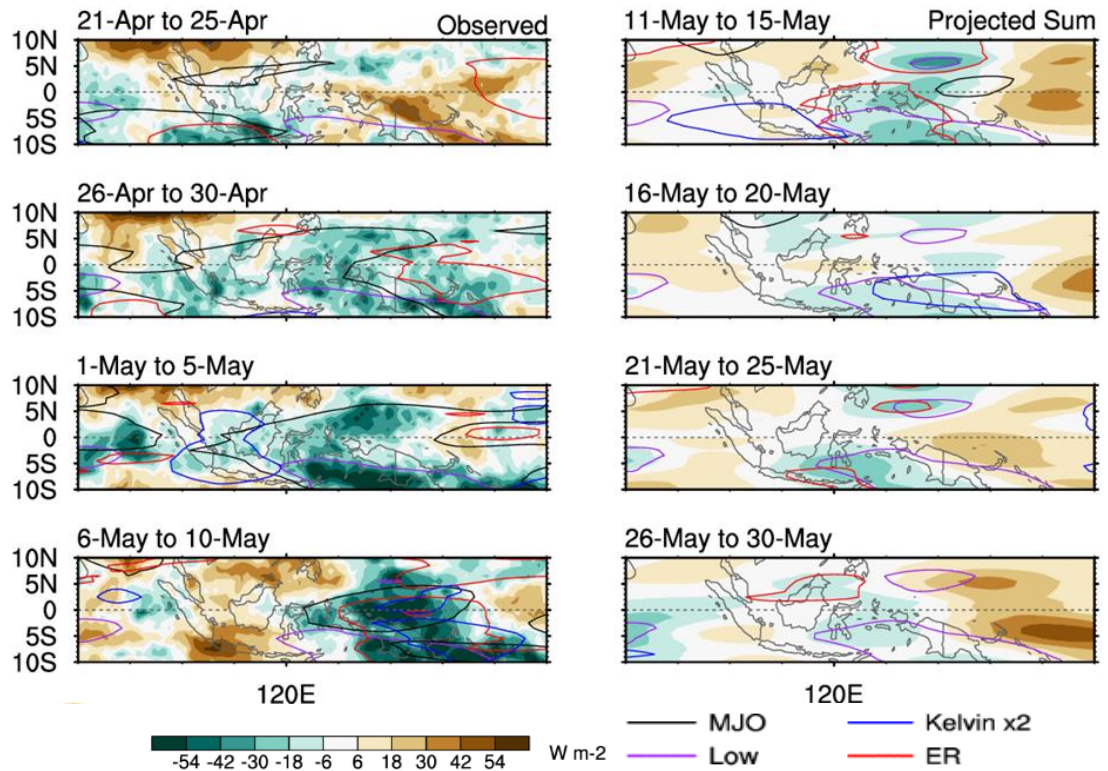 21-Apr to 25-Apr Observed
10N
5N
0
5S
10S
26-Apr to 30-Apr
10N
5N
0
5S
10S
1-May to 5-May
10N
5N
0
5S
10S
6-May to 10-May
10N
5N
0
5S
10S
120E
-54 -42 -30 -18 -6 6 18 30 42 54
W m-2
11-May to 15-May Projected Sum
16-May to 20-May
21-May to 25-May
26-May to 30-May
120E
MJO Kelvin x2
Low ER